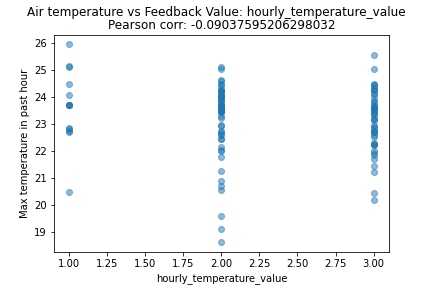 Air temperature vs Feedback Value: hourly_temperature_value
Pearson corr: -0.09037595206298032
26
25
24
23
22
21
20
19
Max temperature in past hour
1.00 1.25 1.50 1.75 2.00 2.25 2.50 2.75 3.00
hourly_temperature_value